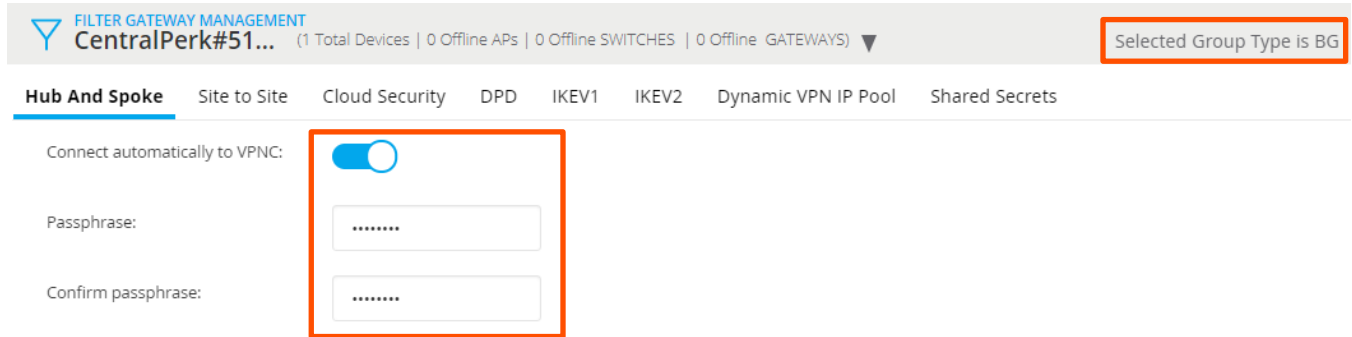 FILTER GATEWAY MANAGEMENT
CentralPerk#51... (1 Total Devices | 0 Offline APs | 0 Offline SWITCHES | 0 Offline GATEWAYS) ▼ Selected Group Type is BG
Hub And Spoke Site to Site Cloud Security DPD IKEV1 IKEV2 Dynamic VPN IP Pool Shared Secrets
Connect automatically to VPNC:
Passphrase: ••••••••
Confirm passphrase: ••••••••